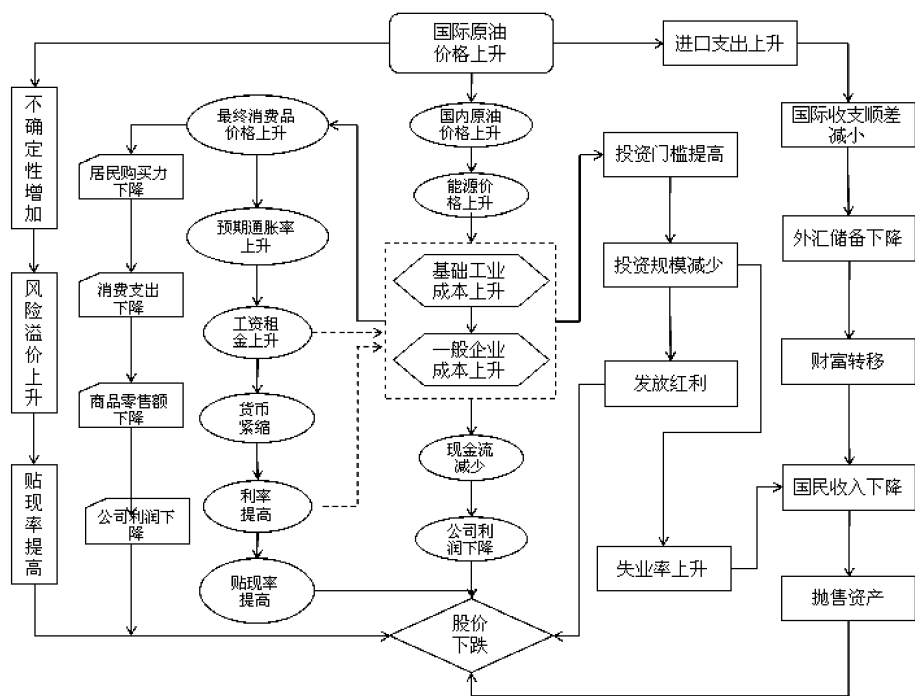 国际原油
价格上升
进口支出上升
不确定性增加
风险溢价上升
贴现率提高
最终消费品
价格上升
居民购买力
下降
消费支出
下降
商品零售额
下降
公司利润下
降
预期通胀率
上升
工资租
金上升
货币
紧缩
利率
提高
贴现率
提高
国内原油
价格上升
能源价
格上升
基础工业
成本上升
一般企业
成本上升
现金流
减少
公司利
润下降
股价
下跌
投资门槛提高
投资规模减少
发放红利
失业率上升
国际收支顺差
减小
外汇储备下降
财富转移
国民收入下降
抛售资产